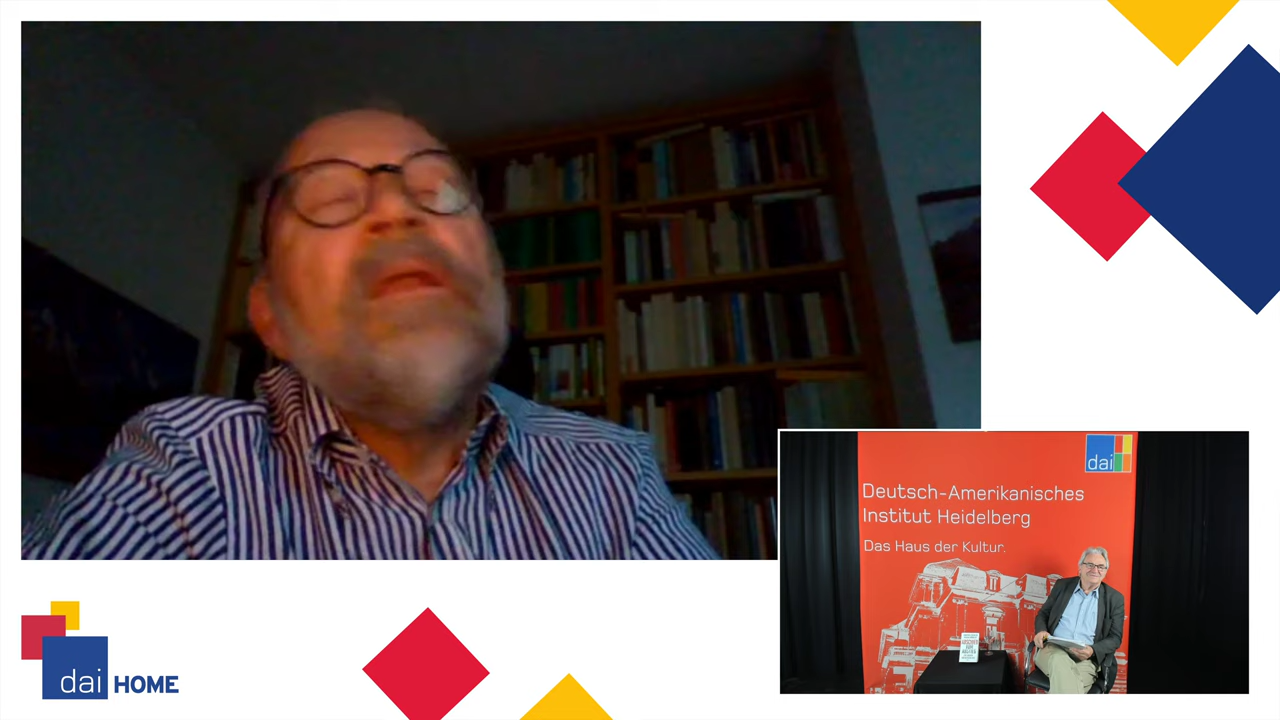 dai
Deutsch-Amerikanisches
Institut Heidelberg
Das Haus der Kultur.
dai HOME